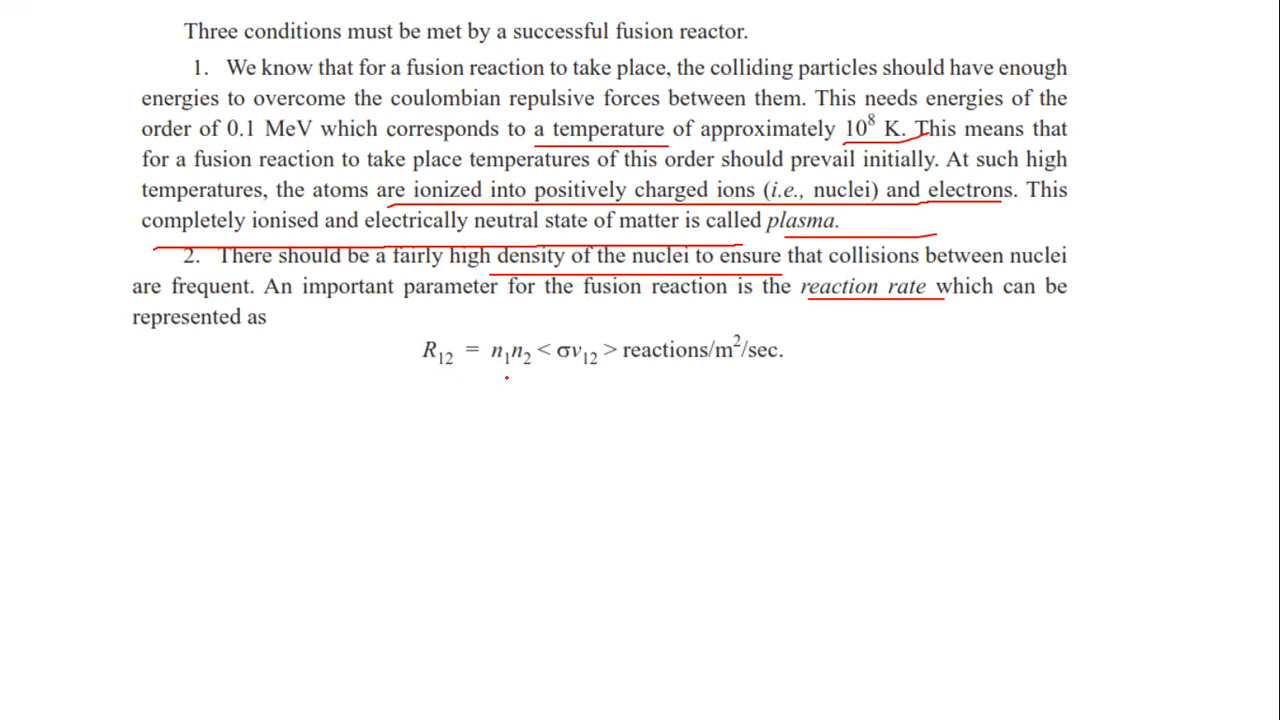 Three conditions must be met by a successful fusion reactor.
1. We know that for a fusion reaction to take place, the colliding particles should have enough
energies to overcome the coulombian repulsive forces between them. This needs energies of the
order of 0.1 MeV which corresponds to a temperature of approximately 10⁸ K. This means that
for a fusion reaction to take place temperatures of this order should prevail initially. At such high
temperatures, the atoms are ionized into positively charged ions (i.e., nuclei) and electrons. This
completely ionised and electrically neutral state of matter is called plasma.
2. There should be a fairly high density of the nuclei to ensure that collisions between nuclei
are frequent. An important parameter for the fusion reaction is the reaction rate which can be
represented as
R₁₂ = n₁n₂ < σv₁₂ > reactions/m²/sec.